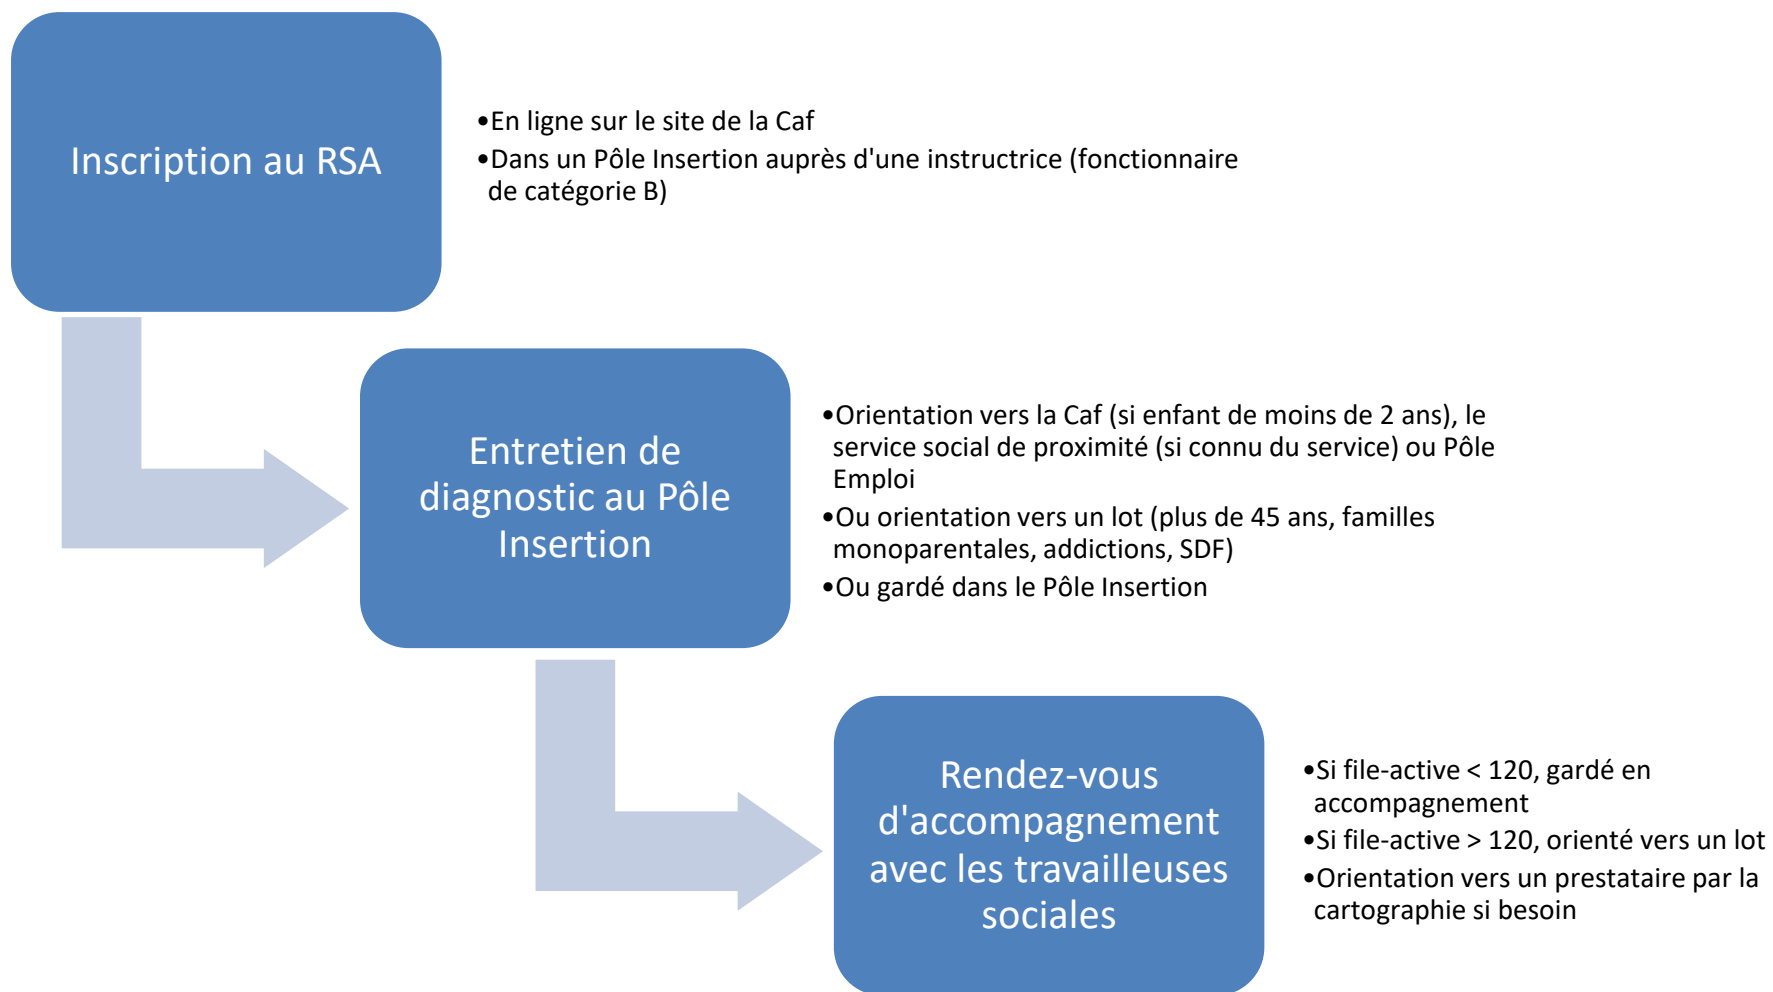 Inscription au RSA
•En ligne sur le site de la Caf
•Dans un Pôle Insertion auprès d'une instructrice (fonctionnaire
de catégorie B)
Entretien de
diagnostic au Pôle
Insertion
•Orientation vers la Caf (si enfant de moins de 2 ans), le
service social de proximité (si connu du service) ou Pôle
Emploi
•Ou orientation vers un lot (plus de 45 ans, familles
monoparentales, addictions, SDF)
•Ou gardé dans le Pôle Insertion
Rendez-vous
d'accompagnement
avec les travailleuses
sociales
•Si file-active < 120, gardé en
accompagnement
•Si file-active > 120, orienté vers un lot
•Orientation vers un prestataire par la
cartographie si besoin